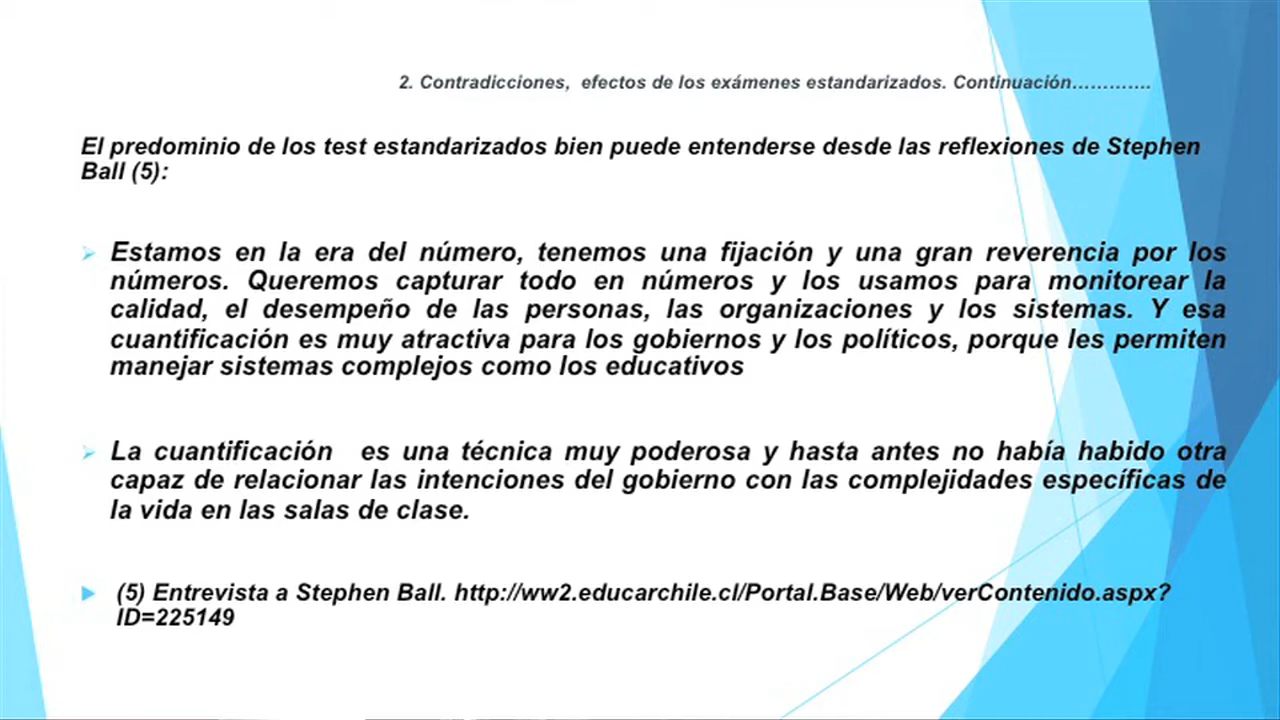 2. Contradicciones, efectos de los exámenes estandarizados. Continuación………….
El predominio de los test estandarizados bien puede entenderse desde las reflexiones de Stephen
Ball (5):
Estamos en la era del número, tenemos una fijación y una gran reverencia por los
números. Queremos capturar todo en números y los usamos para monitorear la
calidad, el desempeño de las personas, las organizaciones y los sistemas. Y esa
cuantificación es muy atractiva para los gobiernos y los políticos, porque les permiten
manejar sistemas complejos como los educativos
La cuantificación es una técnica muy poderosa y hasta antes no había habido otra
capaz de relacionar las intenciones del gobierno con las complejidades específicas de
la vida en las salas de clase.
(5) Entrevista a Stephen Ball. http://ww2.educarchile.cl/Portal.Base/Web/verContenido.aspx?
ID=225149